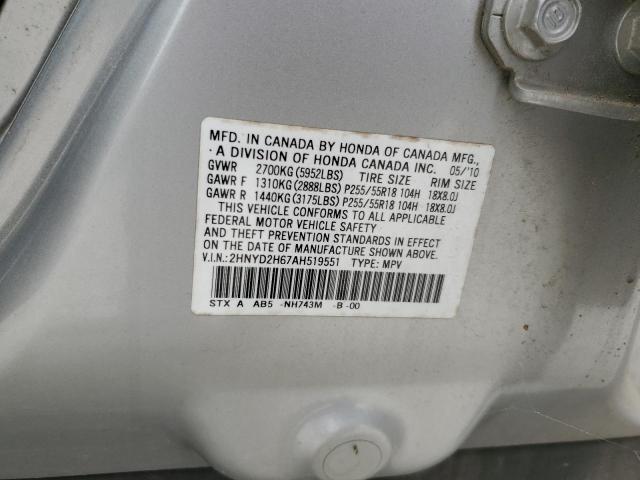 MFD. IN CANADA BY HONDA OF CANADA MFG.,
A DIVISION OF HONDA CANADA INC. 05/'10
GVWR 2700KG (5952LBS) TIRE SIZE RIM SIZE
GAWR F 1310KG (2888LBS) P255/55R18 104H 18X8.0J
GAWR R 1440KG (3175LBS) P255/55R18 104H 18X8.0J
THIS VEHICLE CONFORMS TO ALL APPLICABLE
FEDERAL MOTOR VEHICLE SAFETY
AND THEFT PREVENTION STANDARDS IN EFFECT
ON THE DATE OF MANUFACTURE SHOWN ABOVE.
V.I.N.: 2HNYD2H67AH519551 TYPE: MPV
STX A AB5 -NH743M -B-00